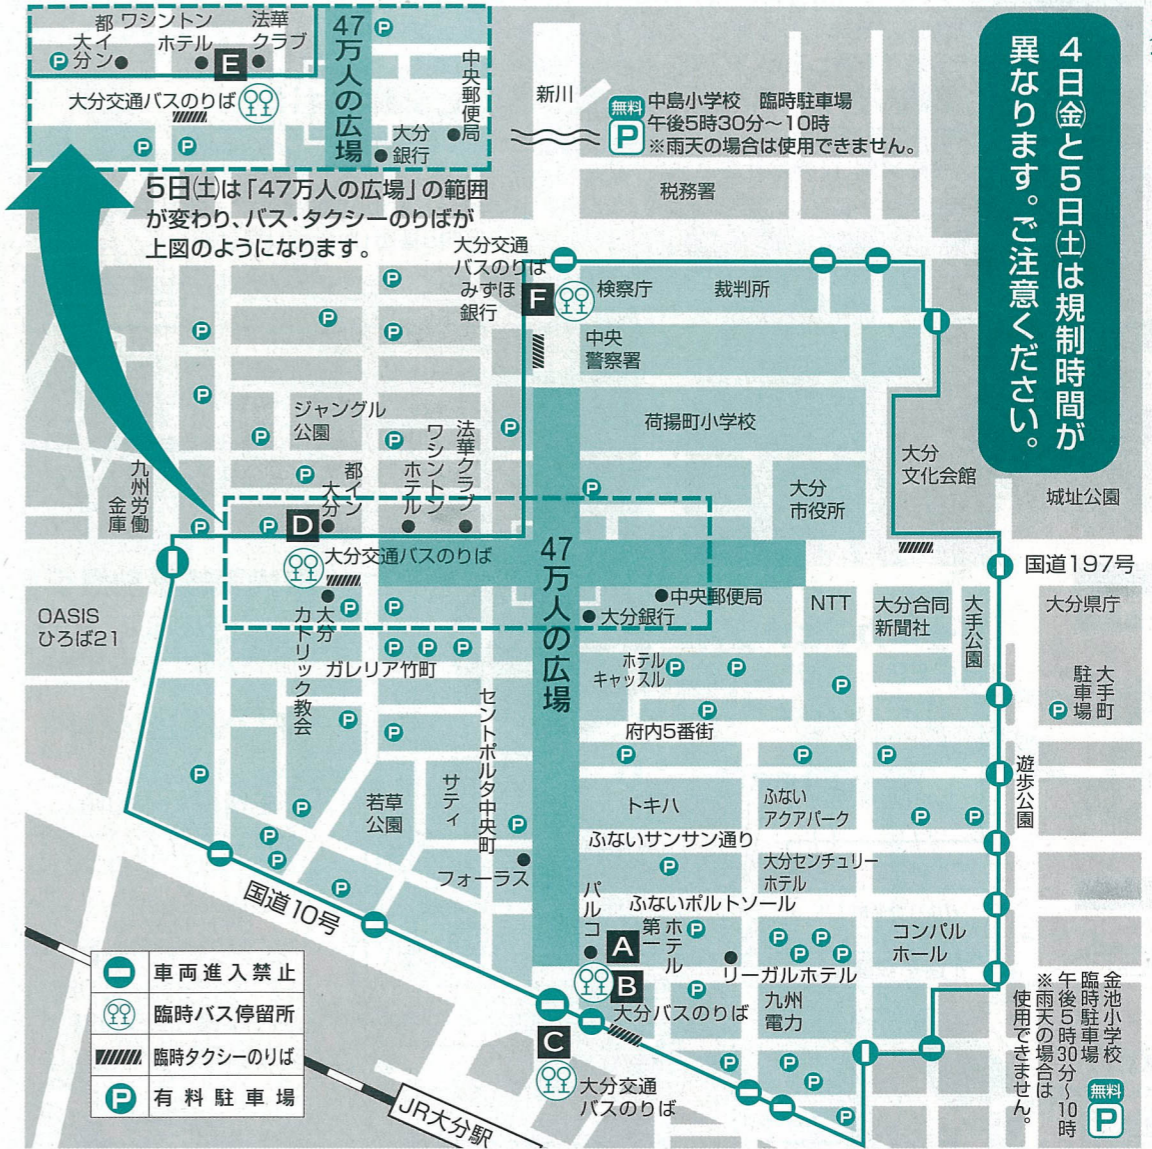 4日㈮と5日㈯は規制時間が
異なります。ご注意ください。
都イン
大分
ワシントン
ホテル
法華
クラブ
P
E
大分交通バスのりば
P
P
47万人の広場
P
中央郵便局
大分
銀行
5日㈯は「47万人の広場」の範囲
が変わり、バス・タクシーのりばが
上図のようになります。
新川
無料
P
中島小学校 臨時駐車場
午後5時30分〜10時
※雨天の場合は使用できません。
税務署
大分交通
バスのりば
みずほ
銀行
F
検察庁
裁判所
中央
警察署
荷揚町小学校
大分
文化会館
城址公園
大分
市役所
P
P
P
P
P
ジャングル
公園
P
P
P
P
P
九州労働
金庫
P
P
D
都イン
大分
ワシントン
ホテル
法華クラブ
大分交通バスのりば
47万人の広場
中央郵便局
大分銀行
国道197号
NTT
大分合同
新聞社
大手公園
大分県庁
OASIS
ひろば21
大分
カトリック教会
P
P
P
P
P
ガレリア竹町
ホテル
キャッスル
P
P
P
P
府内5番街
P
P
P
大手町
駐車場
P
遊歩公園
セントポルタ中央町
P
P
P
P
P
P
P
若草
公園
サティ
P
フォーラス
トキハ
ふない
アクアパーク
P
P
ふないサンサン通り
P
大分センチュリー
ホテル
ふないポルトソール
パルコ
A
第一
ホテル
P
P
P
P
P
リーガルホテル
コンパル
ホール
B
P
大分バスのりば
九州
電力
C
大分交通
バスのりば
P
P
P
P
国道10号
JR大分駅
車両進入禁止
臨時バス停留所
臨時タクシーのりば
P
有料駐車場
金池小学校
臨時駐車場
午後5時30分〜10時
※雨天の場合は
使用できません。
無料
P